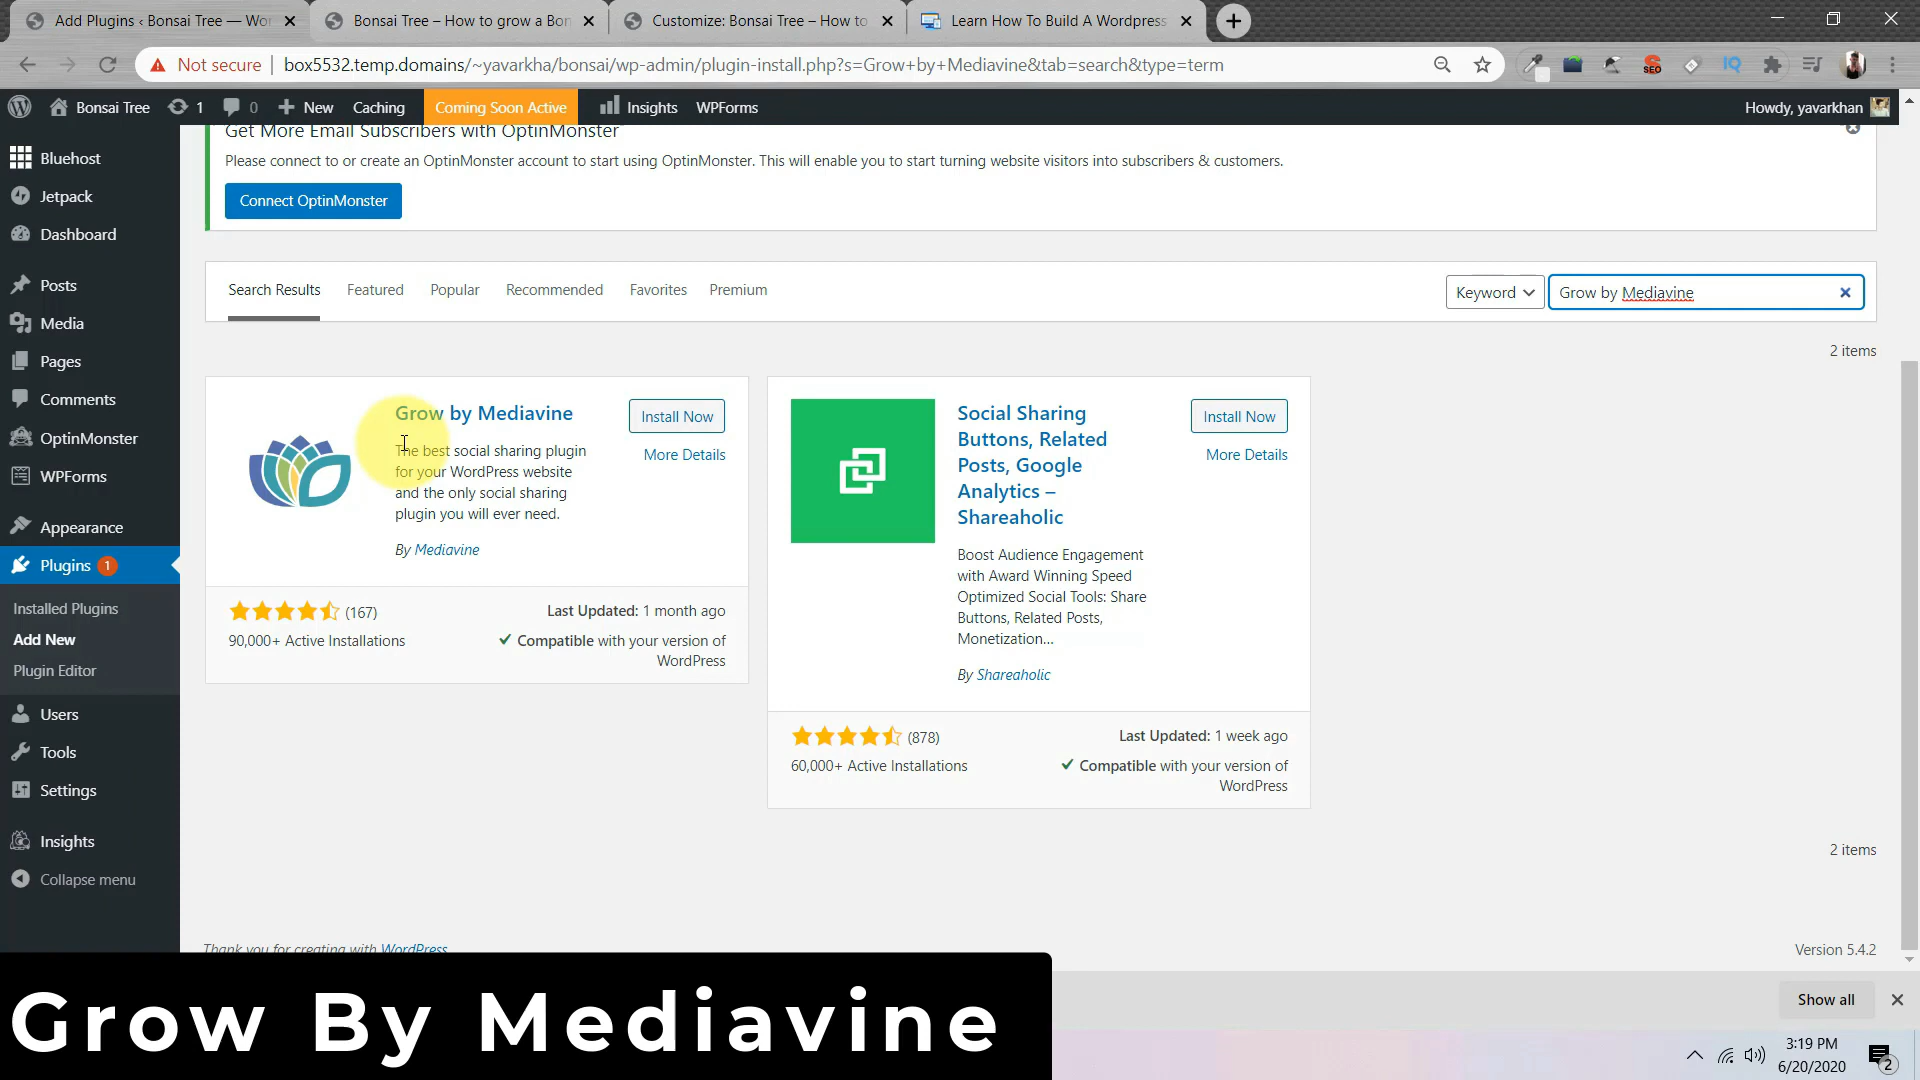 Add Plugins ‹ Bonsai Tree — Wo
Bonsai Tree – How to grow a Bon
Customize: Bonsai Tree – How to
Learn How To Build A Wordpress
Not secure
box5532.temp.domains/~yavarkha/bonsai/wp-admin/plugin-install.php?s=Grow+by+Mediavine&tab=search&type=term
SEO
IQ
Bonsai Tree
1
0
New
Caching
Coming Soon Active
Insights
WPForms
Howdy, yavarkhan
Bluehost
Jetpack
Dashboard
Posts
Media
Pages
Comments
OptinMonster
WPForms
Appearance
Plugins 1
Installed Plugins
Add New
Plugin Editor
Users
Tools
Settings
Insights
Collapse menu
Get More Email Subscribers with OptinMonster
Please connect to or create an OptinMonster account to start using OptinMonster. This will enable you to start turning website visitors into subscribers & customers.
Connect OptinMonster
Search Results
Featured
Popular
Recommended
Favorites
Premium
Keyword
Grow by Mediavine
2 items
Grow by Mediavine
The best social sharing plugin
for your WordPress website
and the only social sharing
plugin you will ever need.
By Mediavine
Install Now
More Details
(167)
90,000+ Active Installations
Last Updated: 1 month ago
Compatible with your version of
WordPress
Social Sharing
Buttons, Related
Posts, Google
Analytics –
Shareaholic
Boost Audience Engagement
with Award Winning Speed
Optimized Social Tools: Share
Buttons, Related Posts,
Monetization...
By Shareaholic
Install Now
More Details
(878)
60,000+ Active Installations
Last Updated: 1 week ago
Compatible with your version of
WordPress
2 items
Thank you for creating with WordPress
Version 5.4.2
Show all
Grow By Mediavine
3:19 PM
6/20/2020
2